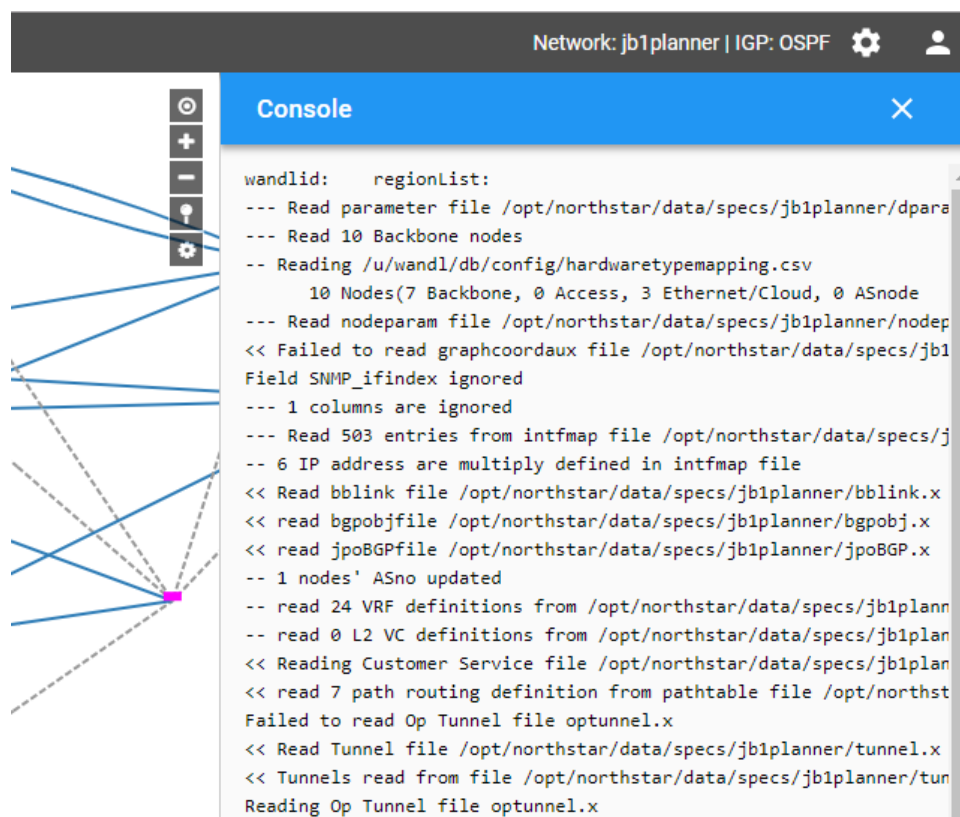 Network: jb1planner | IGP: OSPF
Console
wandlid:    regionList:
--- Read parameter file /opt/northstar/data/specs/jb1planner/dpara
--- Read 10 Backbone nodes
-- Reading /u/wandl/db/config/hardwaretypemapping.csv
10 Nodes(7 Backbone, 0 Access, 3 Ethernet/Cloud, 0 ASnode
--- Read nodeparam file /opt/northstar/data/specs/jb1planner/nodep
<< Failed to read graphcoordaux file /opt/northstar/data/specs/jb1
Field SNMP_ifindex ignored
--- 1 columns are ignored
--- Read 503 entries from intfmap file /opt/northstar/data/specs/j
-- 6 IP address are multiply defined in intfmap file
<< Read bblink file /opt/northstar/data/specs/jb1planner/bblink.x
<< read bgpobjfile /opt/northstar/data/specs/jb1planner/bgpobj.x
<< read jpoBGPfile /opt/northstar/data/specs/jb1planner/jpoBGP.x
-- 1 nodes' ASno updated
-- read 24 VRF definitions from /opt/northstar/data/specs/jb1plann
-- read 0 L2 VC definitions from /opt/northstar/data/specs/jb1plan
<< Reading Customer Service file /opt/northstar/data/specs/jb1plan
<< read 7 path routing definition from pathtable file /opt/northst
Failed to read Op Tunnel file optunnel.x
<< Read Tunnel file /opt/northstar/data/specs/jb1planner/tunnel.x
<< Tunnels read from file /opt/northstar/data/specs/jb1planner/tun
Reading Op Tunnel file optunnel.x